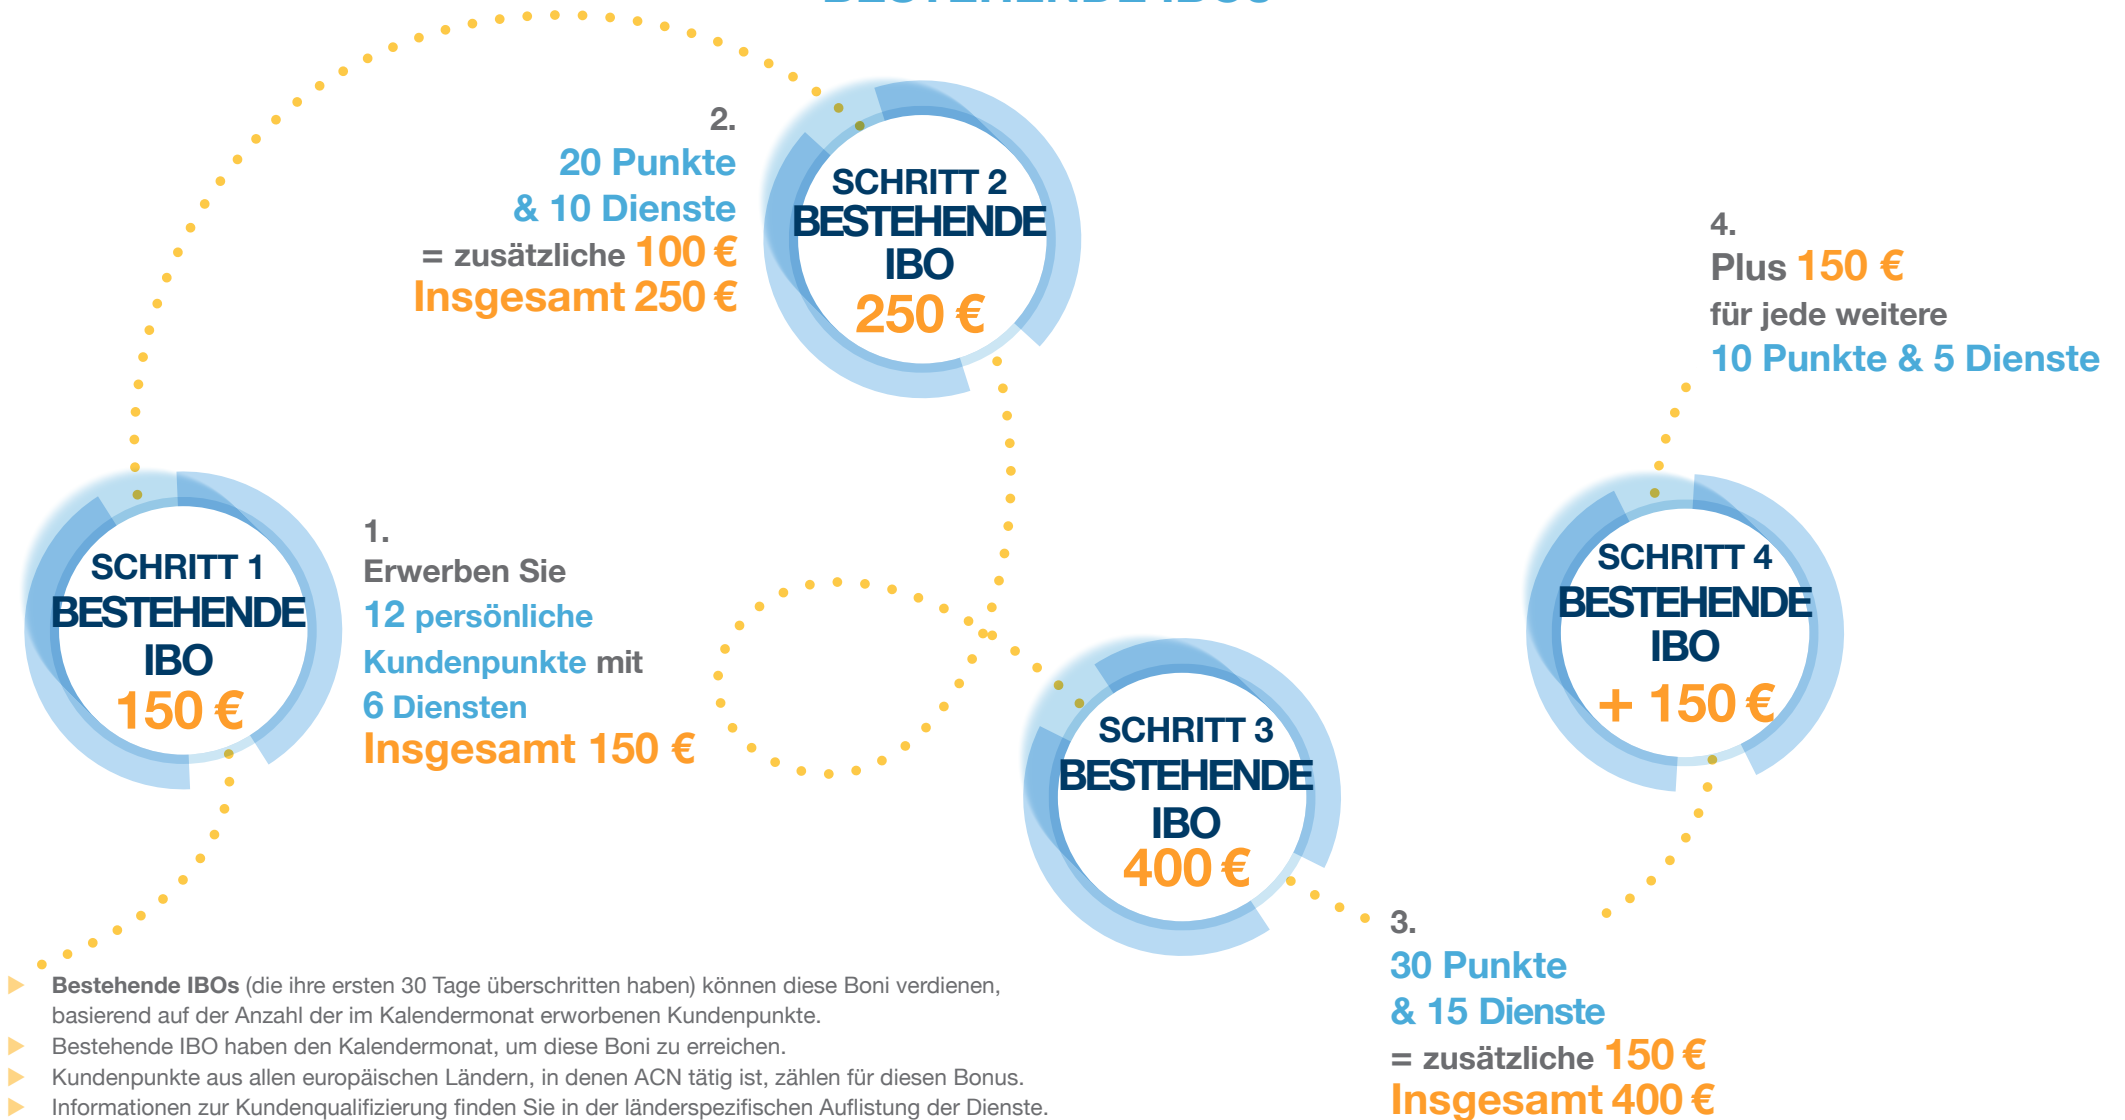 BESTEHENDE IBOs
2.
20 Punkte
& 10 Dienste
= zusätzliche 100 €
Insgesamt 250 €
SCHRITT 2
BESTEHENDE
IBO
250 €
4.
Plus 150 €
für jede weitere
10 Punkte & 5 Dienste
SCHRITT 1
BESTEHENDE
IBO
150 €
1.
Erwerben Sie
12 persönliche
Kundenpunkte mit
6 Diensten
Insgesamt 150 €
SCHRITT 3
BESTEHENDE
IBO
400 €
SCHRITT 4
BESTEHENDE
IBO
+ 150 €
3.
30 Punkte
& 15 Dienste
= zusätzliche 150 €
Insgesamt 400 €
Bestehende IBOs (die ihre ersten 30 Tage überschritten haben) können diese Boni verdienen,
basierend auf der Anzahl der im Kalendermonat erworbenen Kundenpunkte.
Bestehende IBO haben den Kalendermonat, um diese Boni zu erreichen.
Kundenpunkte aus allen europäischen Ländern, in denen ACN tätig ist, zählen für diesen Bonus.
Informationen zur Kundenqualifizierung finden Sie in der länderspezifischen Auflistung der Dienste.